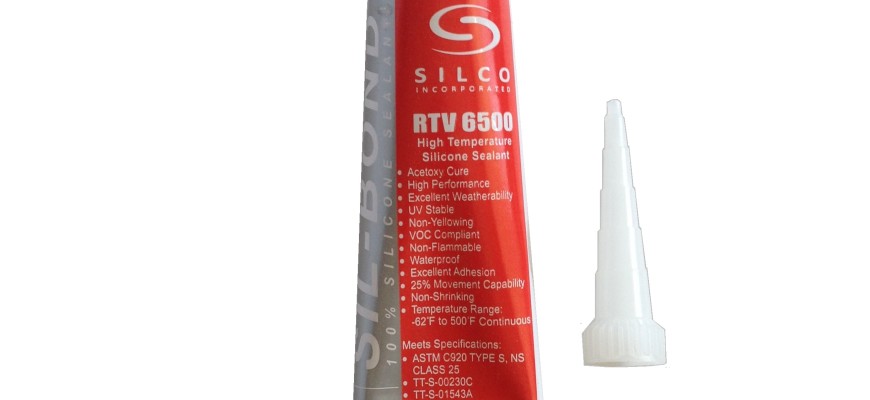 SILCO
INCORPORATED
RTV 6500
High Temperature
Silicone Sealant
• Acetoxy Cure
• High Performance
• Excellent Weatherability
• UV Stable
• Non-Yellowing
• VOC Compliant
• Non-Flammable
• Waterproof
• Excellent Adhesion
• 25% Movement Capability
• Non-Shrinking
• Temperature Range:
-62°F to 500°F Continuous
Meets Specifications:
• ASTM C920 TYPE S, NS
CLASS 25
• TT-S-00230C
• TT-S-01543A
SIL-BOND
100% SILICONE SEALANT